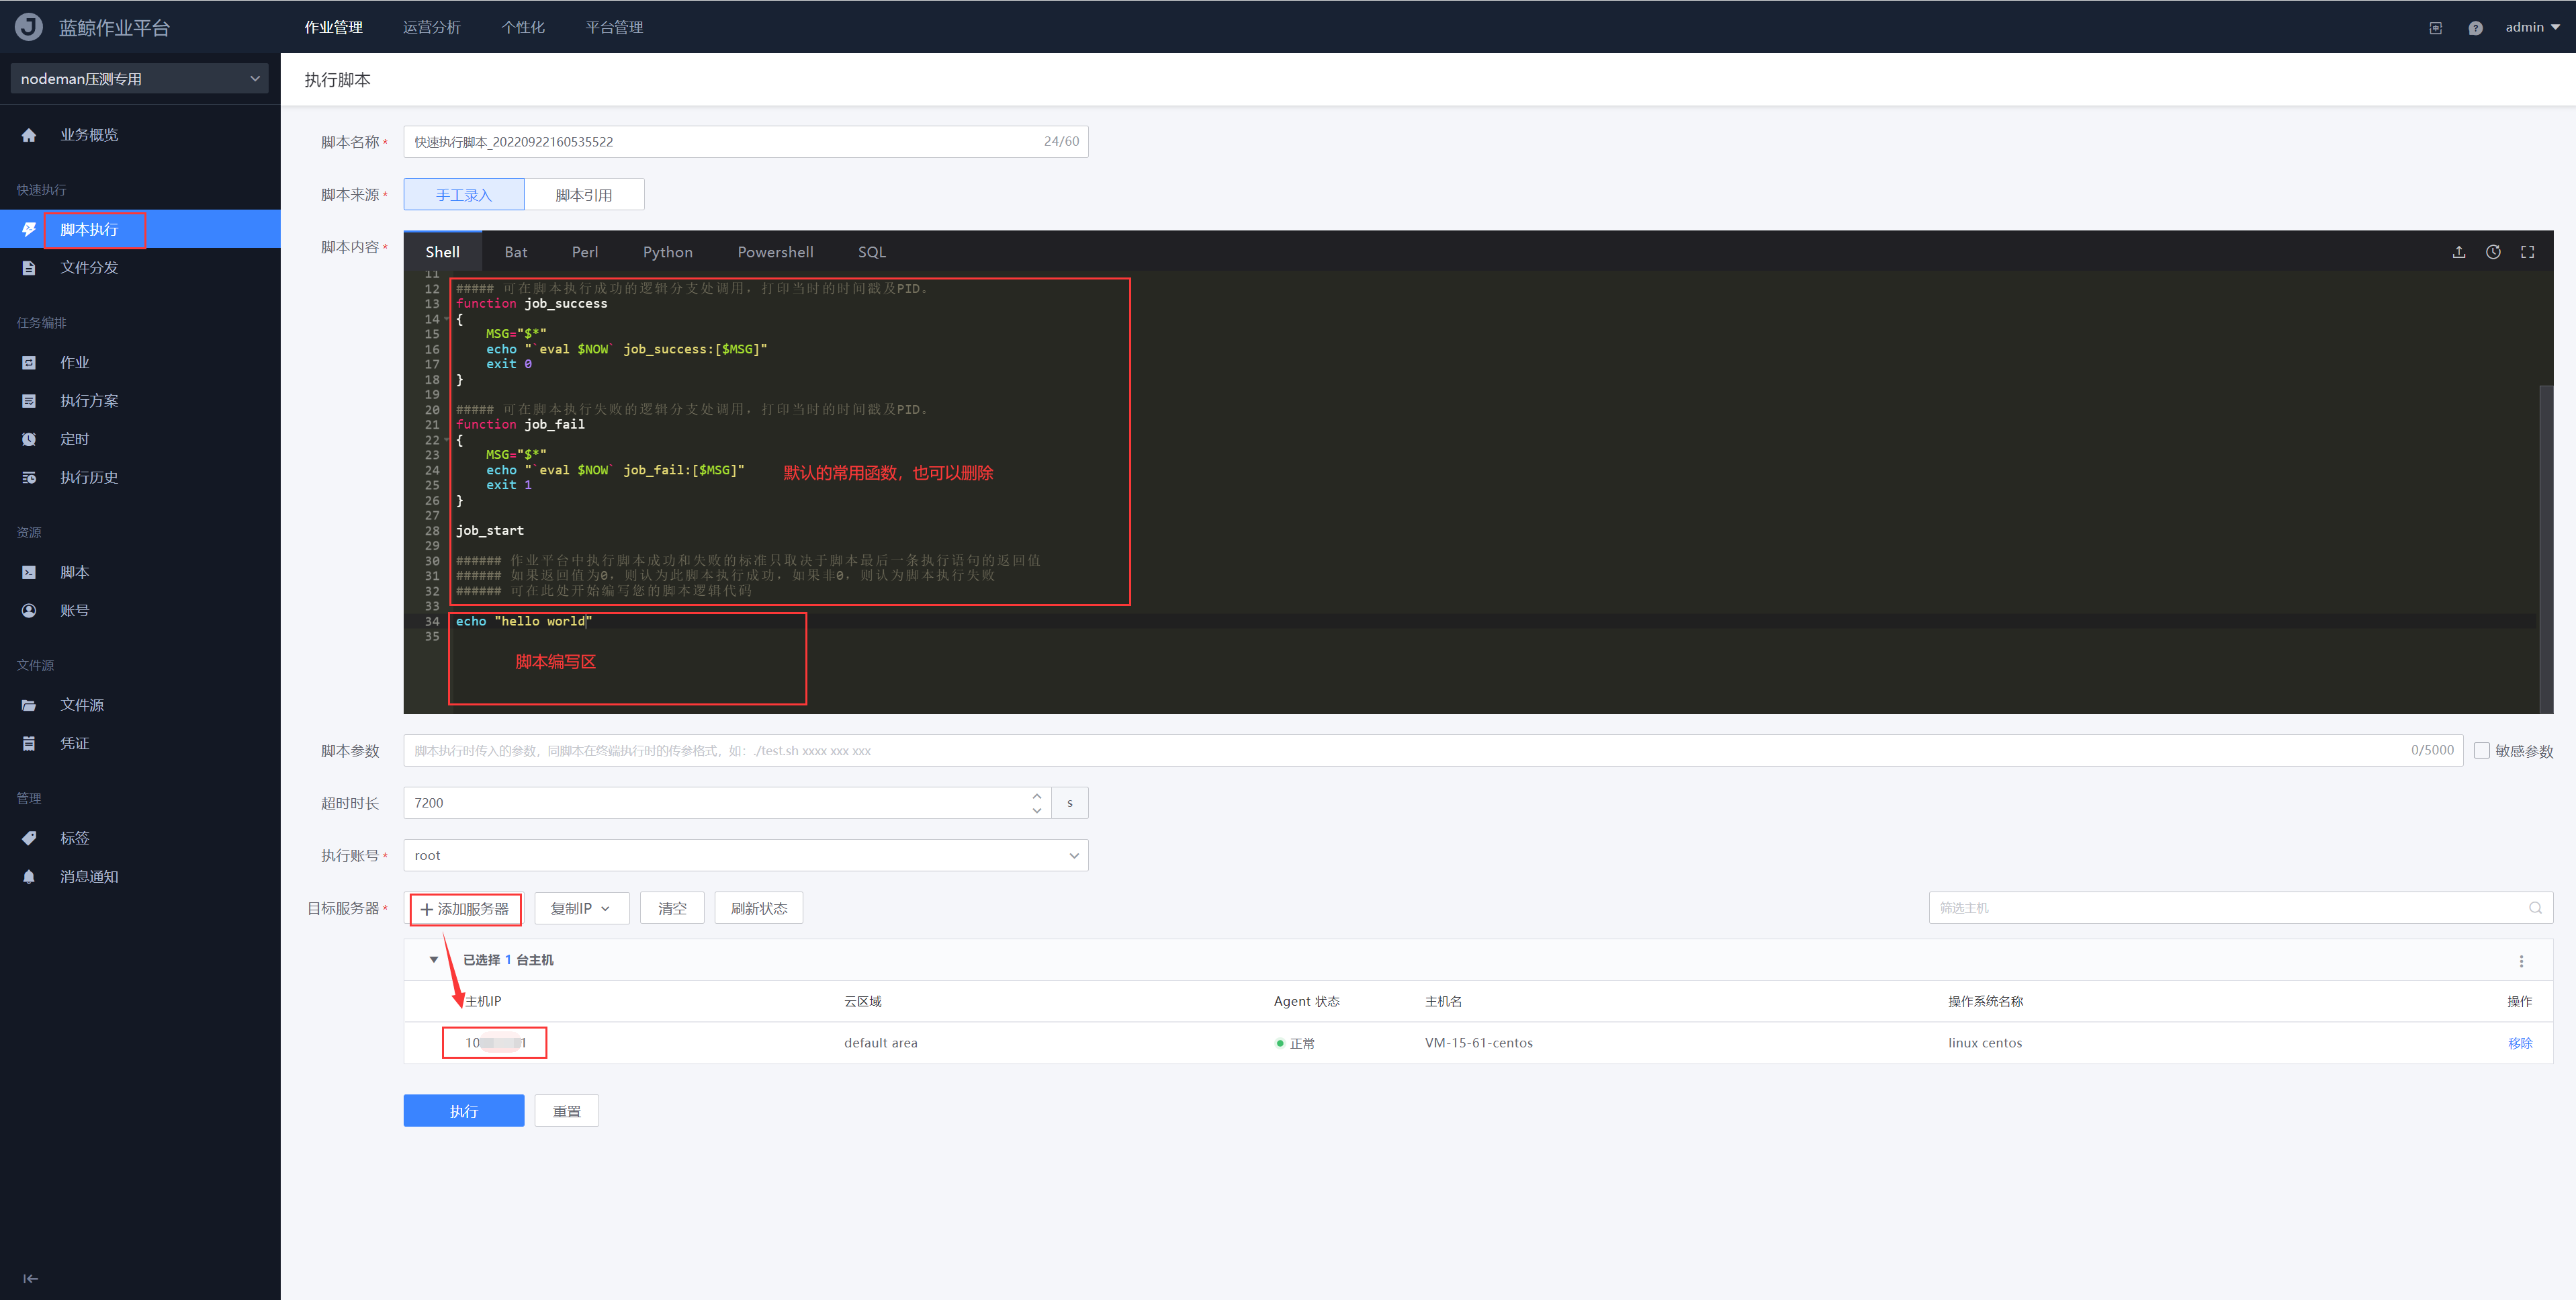 蓝鲸作业平台
作业管理 运营分析 个性化 平台管理
admin
nodeman压测专用
业务概览
快速执行
脚本执行
文件分发
任务编排
作业
执行方案
定时
执行历史
资源
脚本
账号
文件源
文件源
凭证
管理
标签
消息通知
执行脚本
脚本名称* 快速执行脚本_20220922160535522 24/60
脚本来源* 手工录入 脚本引用
脚本内容* Shell Bat Perl Python Powershell SQL
11
12 ##### 可在脚本执行成功的逻辑分支处调用，打印当时的时间戳及PID。
13 function job_success
14 {
15 MSG="$*"
16 echo "`eval $NOW` job_success:[$MSG]"
17 exit 0
18 }
19
20 ##### 可在脚本执行失败的逻辑分支处调用，打印当时的时间戳及PID。
21 function job_fail
22 {
23 MSG="$*"
24 echo "`eval $NOW` job_fail:[$MSG]"
默认的常用函数，也可以删除
25 exit 1
26 }
27
28 job_start
29
30 ###### 作业平台中执行脚本成功和失败的标准只取决于脚本最后一条执行语句的返回值
31 ###### 如果返回值为0，则认为此脚本执行成功，如果非0，则认为脚本执行失败
32 ###### 可在此处开始编写您的脚本逻辑代码
33
34 echo "hello world"
35
脚本编写区
脚本参数 脚本执行时传入的参数，同脚本在终端执行时的传参格式，如：./test.sh xxxx xxx xxx 0/5000 敏感参数
超时时长 7200 s
执行账号* root
目标服务器* 添加服务器 复制IP 清空 刷新状态 筛选主机
已选择 1 台主机
主机IP 云区域 Agent 状态 主机名 操作系统名称 操作
default area 正常 VM-15-61-centos linux centos 移除
执行 重置